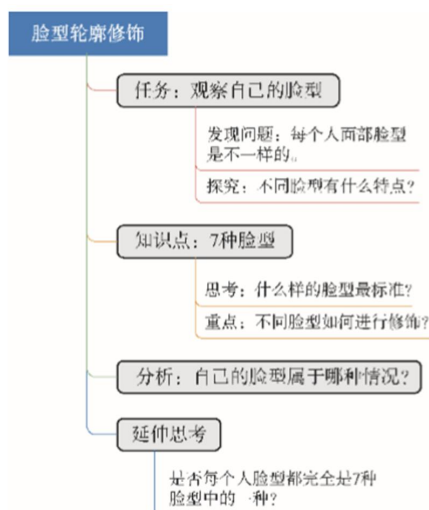 脸型轮廓修饰
任务：观察自己的脸型
发现问题：每个人面部脸型
是不一样的。
探究：不同脸型有什么特点？
知识点：7种脸型
思考：什么样的脸型最标准？
重点：不同脸型如何进行修饰？
分析：自己的脸型属于哪种情况？
延伸思考
是否每个人脸型都完全是7种
脸型中的一种？